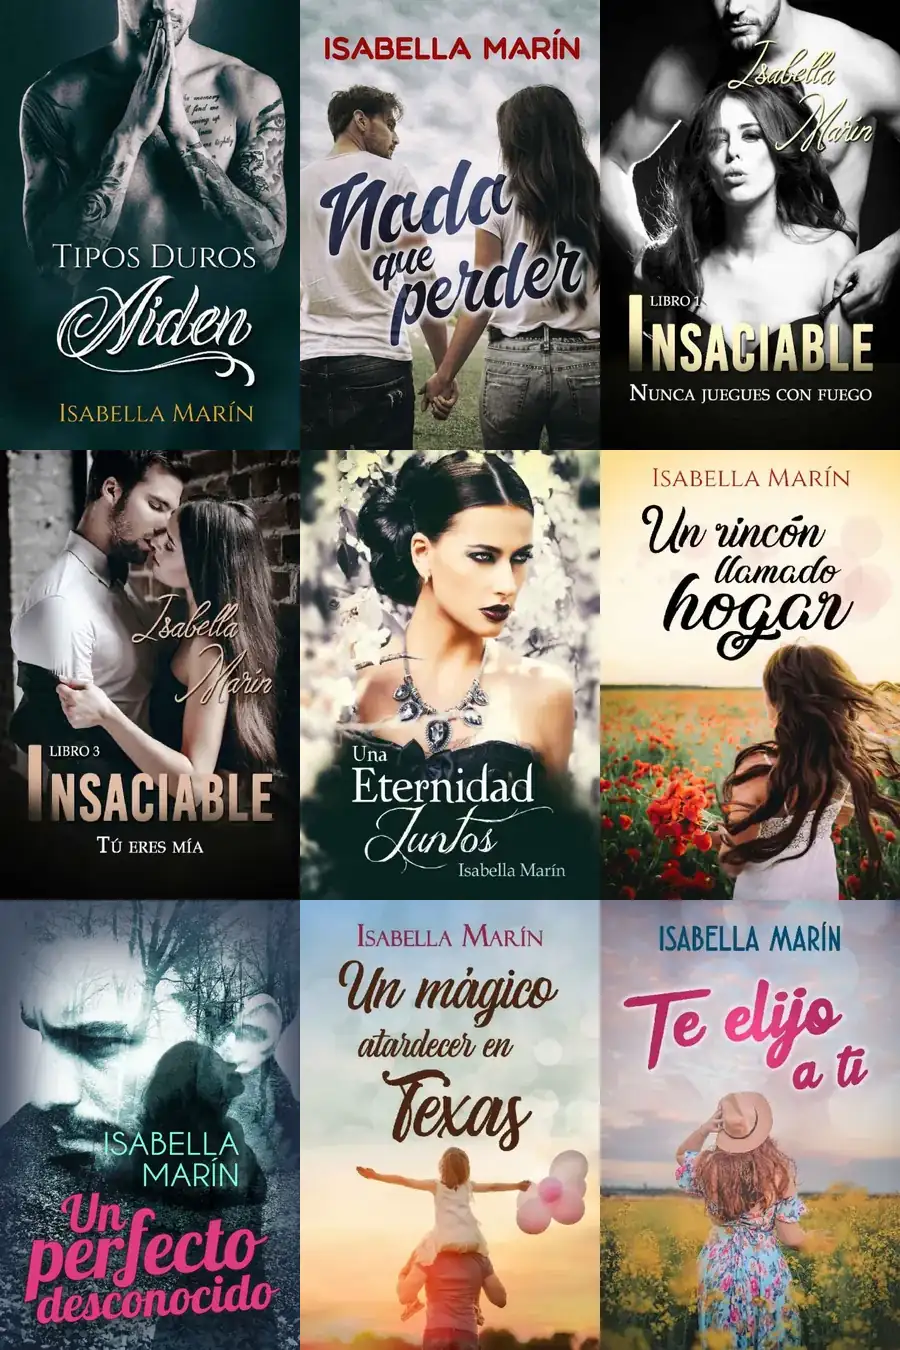 TIPOS DUROS
Aiden
ISABELLA MARÍN
ISABELLA MARÍN
Nada
que
perder
Isabella
Marín
LIBRO 1
INSACIABLE
NUNCA JUEGUES CON FUEGO
Isabella
Marín
LIBRO 3
INSACIABLE
TÚ ERES MÍA
Una
Eternidad
Juntos
Isabella Marín
ISABELLA MARÍN
Un rincón
llamado
hogar
ISABELLA
MARÍN
Un
perfecto
desconocido
ISABELLA MARÍN
Un mágico
atardecer en
Texas
ISABELLA MARÍN
Te elijo
a ti